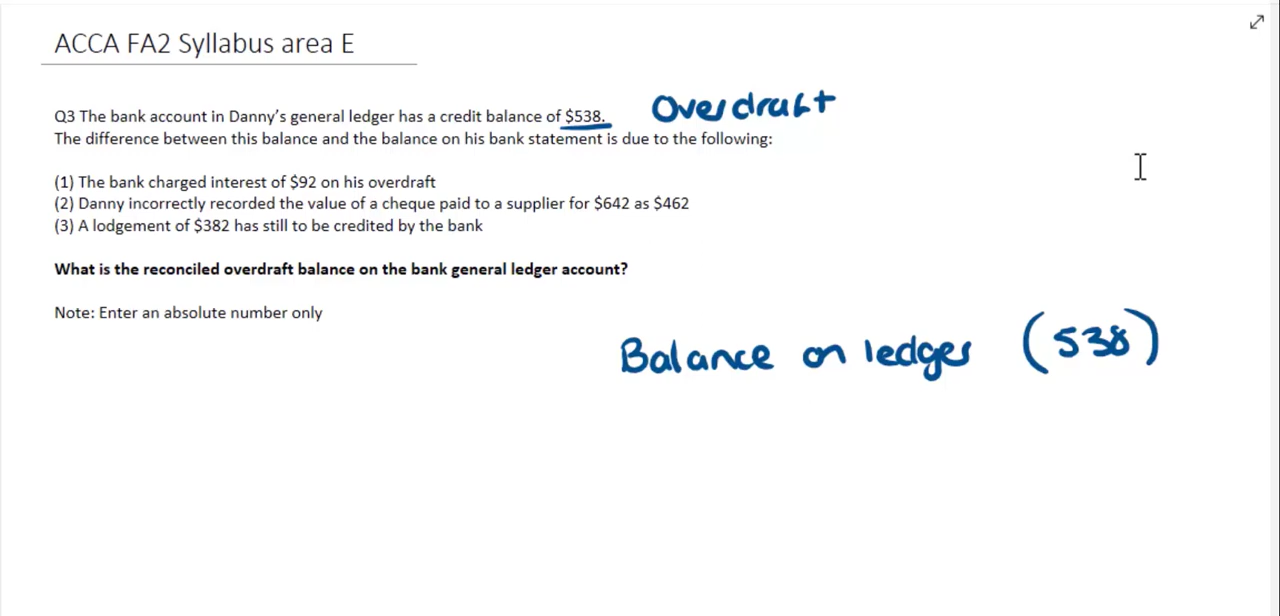 ACCA FA2 Syllabus area E
Q3 The bank account in Danny's general ledger has a credit balance of $538. Overdraft
The difference between this balance and the balance on his bank statement is due to the following:
(1) The bank charged interest of $92 on his overdraft
(2) Danny incorrectly recorded the value of a cheque paid to a supplier for $642 as $462
(3) A lodgement of $382 has still to be credited by the bank
What is the reconciled overdraft balance on the bank general ledger account?
Note: Enter an absolute number only
Balance on ledger (538)